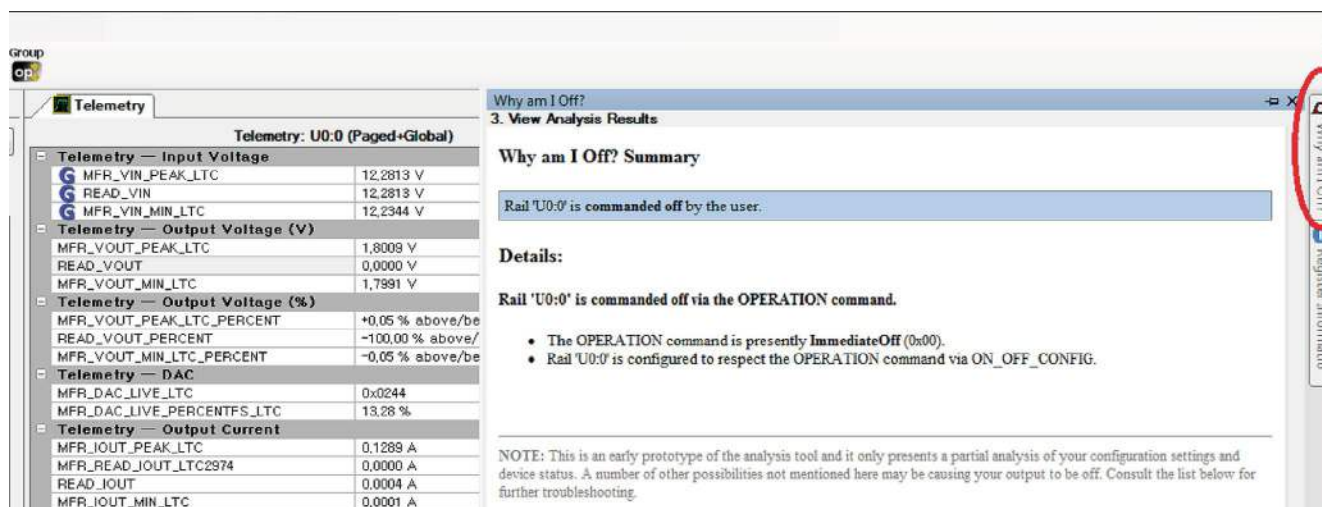 Group
op
Telemetry
Telemetry: U0:0 (Paged+Global)
Telemetry — Input Voltage
G MFR_VIN_PEAK_LTC 12,2813 V
G READ_VIN 12,2813 V
G MFR_VIN_MIN_LTC 12,2344 V
Telemetry — Output Voltage (V)
MFR_VOUT_PEAK_LTC 1,8009 V
READ_VOUT 0,0000 V
MFR_VOUT_MIN_LTC 1,7991 V
Telemetry — Output Voltage (%)
MFR_VOUT_PEAK_LTC_PERCENT +0,05 % above/be
READ_VOUT_PERCENT -100,00 % above/
MFR_VOUT_MIN_LTC_PERCENT -0,05 % above/be
Telemetry — DAC
MFR_DAC_LIVE_LTC 0x0244
MFR_DAC_LIVE_PERCENTFS_LTC 13,28 %
Telemetry — Output Current
MFR_IOUT_PEAK_LTC 0,1289 A
MFR_READ_IOUT_LTC2974 0,0000 A
READ_IOUT 0,0004 A
MFR_IOUT_MIN_LTC 0,0001 A
Why am I Off?
3. View Analysis Results
Why am I Off? Summary
Rail 'U0:0' is commanded off by the user.
Details:
Rail 'U0:0' is commanded off via the OPERATION command.
• The OPERATION command is presently ImmediateOff (0x00).
• Rail 'U0:0' is configured to respect the OPERATION command via ON_OFF_CONFIG.
NOTE: This is an early prototype of the analysis tool and it only presents a partial analysis of your configuration settings and
device status. A number of other possibilities not mentioned here may be causing your output to be off. Consult the list below for
further troubleshooting.
Why am I Off?
Register Informatio